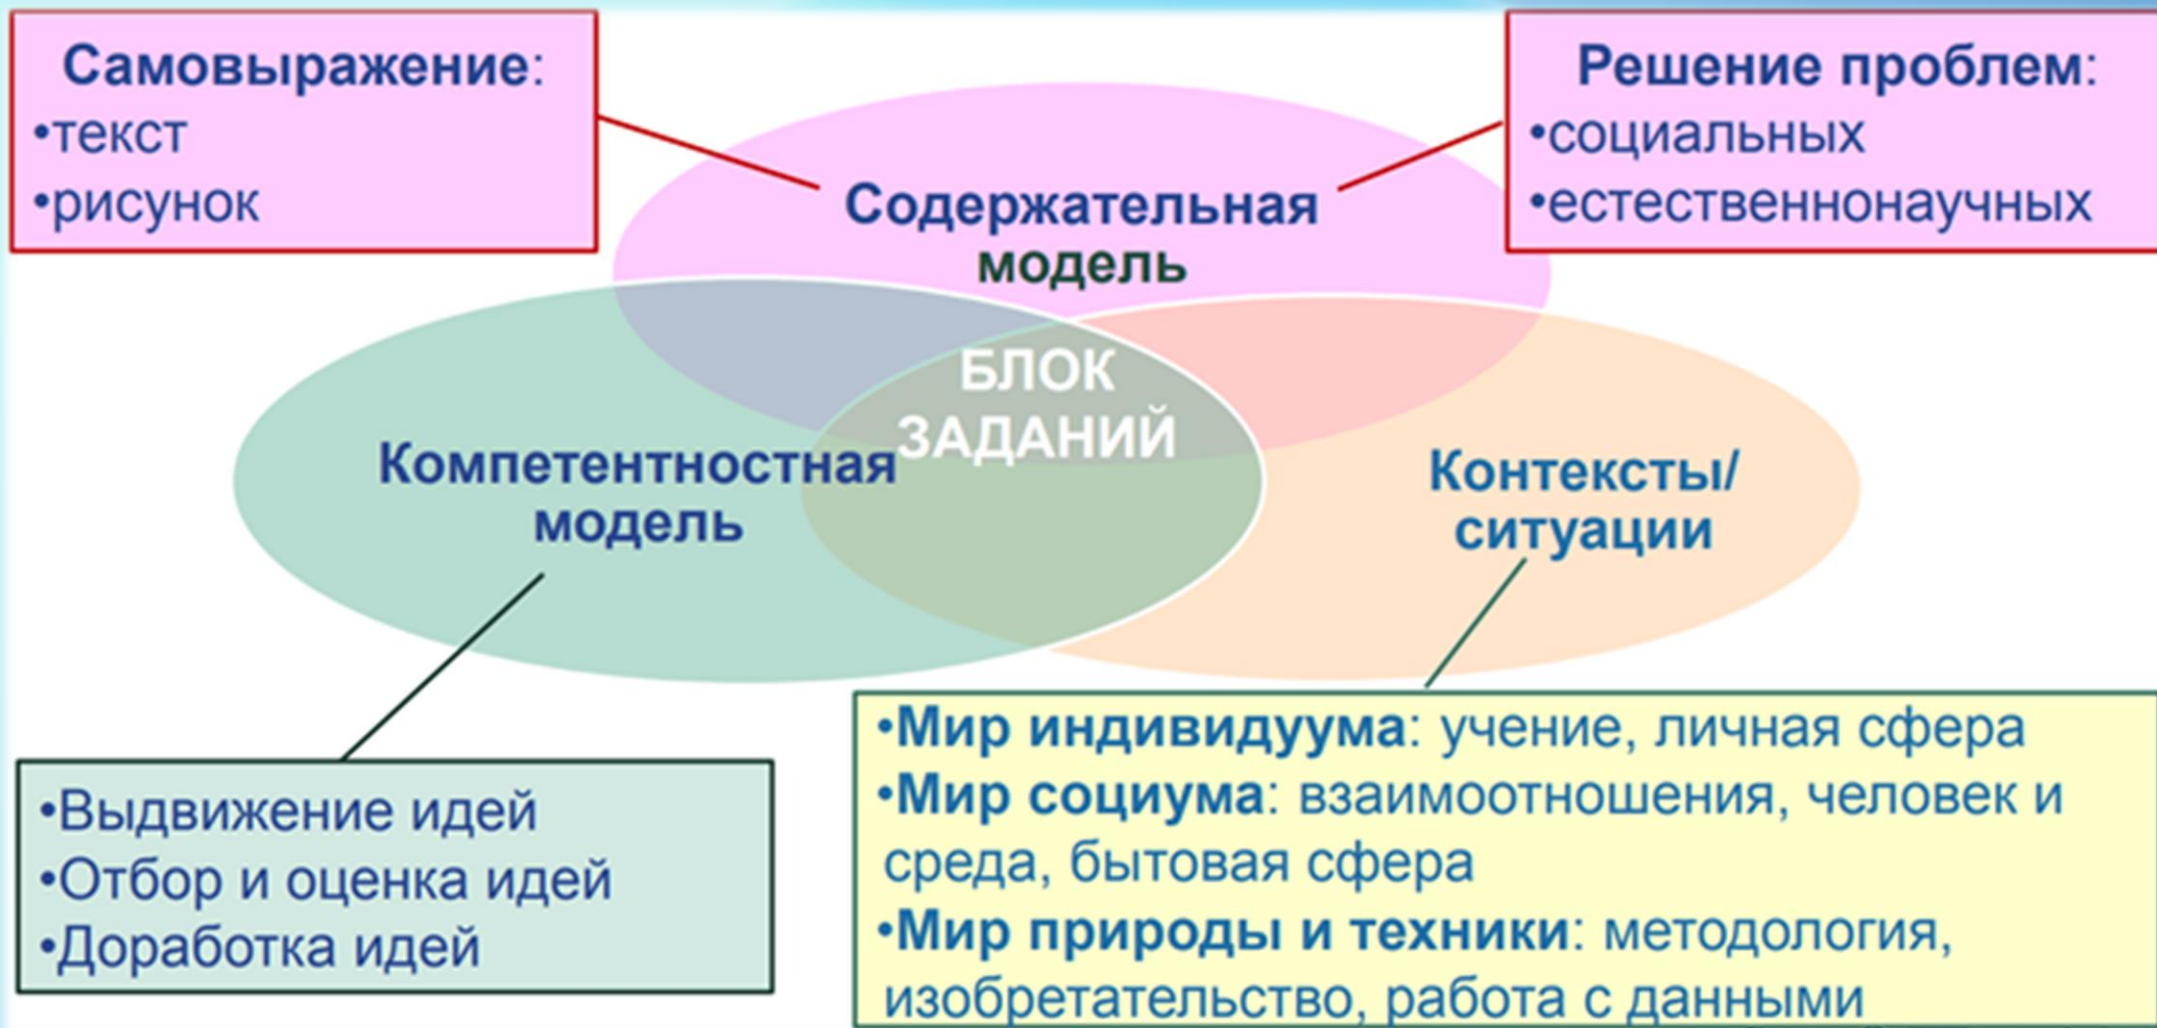 Самовыражение:
•текст
•рисунок
Решение проблем:
•социальных
•естественнонаучных
Содержательная
модель
БЛОК
ЗАДАНИЙ
Компетентностная
модель
Контексты/
ситуации
•Выдвижение идей
•Отбор и оценка идей
•Доработка идей
•Мир индивидуума: учение, личная сфера
•Мир социума: взаимоотношения, человек и
среда, бытовая сфера
•Мир природы и техники: методология,
изобретательство, работа с данными